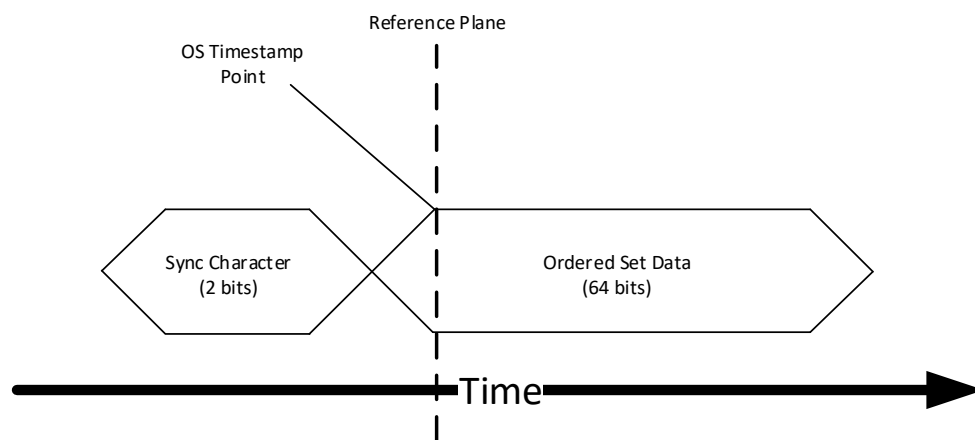 Reference Plane
OS Timestamp
Point
Sync Character
(2 bits)
Ordered Set Data
(64 bits)
Time